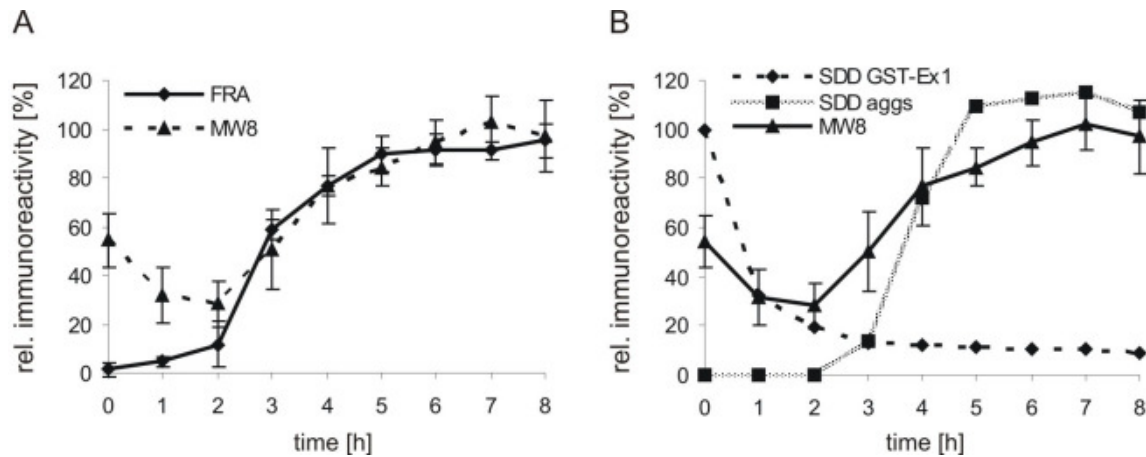 A
rel. immunoreactivity [%]
120
100
80
60
40
20
0
FRA
MW8
0 1 2 3 4 5 6 7 8
time [h]
B
rel. immunoreactivity [%]
120
100
80
60
40
20
0
SDD GST-Ex1
SDD aggs
MW8
0 1 2 3 4 5 6 7 8
time [h]